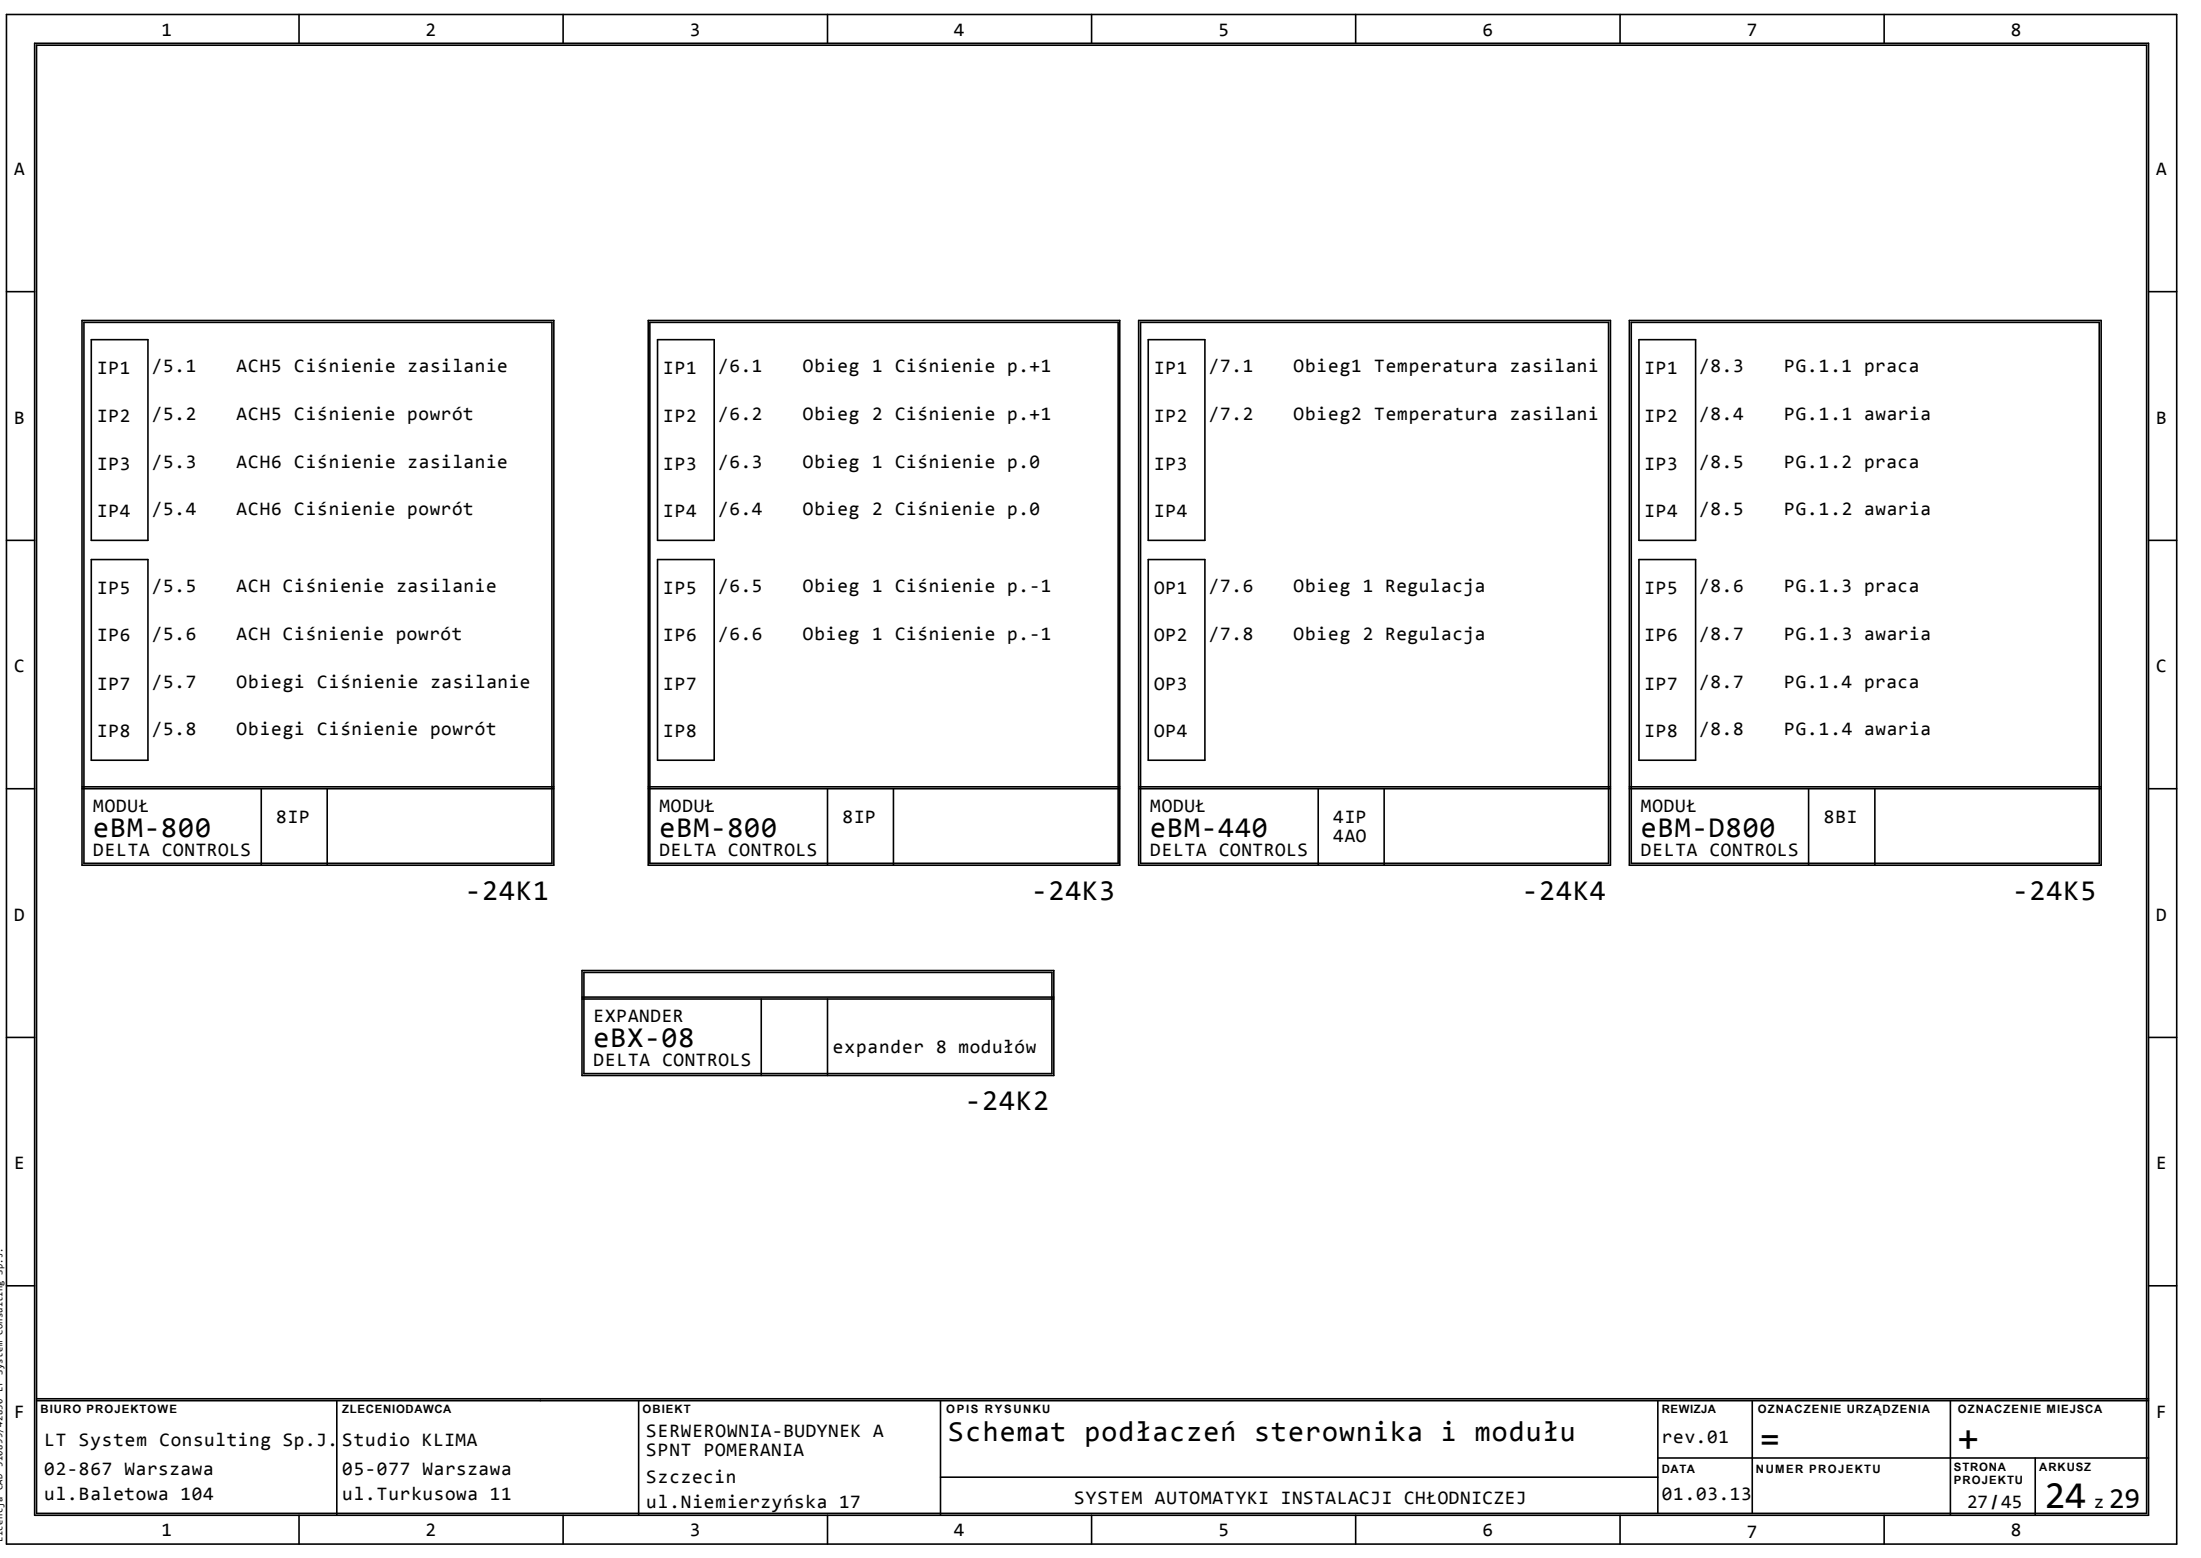 1 2 3 4 5 6 7 8
A A
B B
C C
D D
E E
F F
IP1 /5.1 ACH5 Ciśnienie zasilanie
IP2 /5.2 ACH5 Ciśnienie powrót
IP3 /5.3 ACH6 Ciśnienie zasilanie
IP4 /5.4 ACH6 Ciśnienie powrót
IP5 /5.5 ACH Ciśnienie zasilanie
IP6 /5.6 ACH Ciśnienie powrót
IP7 /5.7 Obiegi Ciśnienie zasilanie
IP8 /5.8 Obiegi Ciśnienie powrót
MODUŁ
eBM-800 8IP
DELTA CONTROLS
-24K1
IP1 /6.1 Obieg 1 Ciśnienie p.+1
IP2 /6.2 Obieg 2 Ciśnienie p.+1
IP3 /6.3 Obieg 1 Ciśnienie p.0
IP4 /6.4 Obieg 2 Ciśnienie p.0
IP5 /6.5 Obieg 1 Ciśnienie p.-1
IP6 /6.6 Obieg 1 Ciśnienie p.-1
IP7
IP8
MODUŁ
eBM-800 8IP
DELTA CONTROLS
-24K3
IP1 /7.1 Obieg1 Temperatura zasilani
IP2 /7.2 Obieg2 Temperatura zasilani
IP3
IP4
OP1 /7.6 Obieg 1 Regulacja
OP2 /7.8 Obieg 2 Regulacja
OP3
OP4
MODUŁ
eBM-440 4IP
4AO
DELTA CONTROLS
-24K4
IP1 /8.3 PG.1.1 praca
IP2 /8.4 PG.1.1 awaria
IP3 /8.5 PG.1.2 praca
IP4 /8.5 PG.1.2 awaria
IP5 /8.6 PG.1.3 praca
IP6 /8.7 PG.1.3 awaria
IP7 /8.7 PG.1.4 praca
IP8 /8.8 PG.1.4 awaria
MODUŁ
eBM-D800 8BI
DELTA CONTROLS
-24K5
EXPANDER
eBX-08
DELTA CONTROLS
expander 8 modułów
-24K2
BIURO PROJEKTOWE
LT System Consulting Sp.J.
02-867 Warszawa
ul.Baletowa 104
ZLECENIODAWCA
Studio KLIMA
05-077 Warszawa
ul.Turkusowa 11
OBIEKT
SERWEROWNIA-BUDYNEK A
SPNT POMERANIA
Szczecin
ul.Niemierzyńska 17
OPIS RYSUNKU
Schemat podłaczeń sterownika i modułu
SYSTEM AUTOMATYKI INSTALACJI CHŁODNICZEJ
REWIZJA
rev.01
DATA
01.03.13
OZNACZENIE URZĄDZENIA
=
NUMER PROJEKTU
OZNACZENIE MIEJSCA
+
STRONA
PROJEKTU
27/45
ARKUSZ
24 z 29
1 2 3 4 5 6 7 8